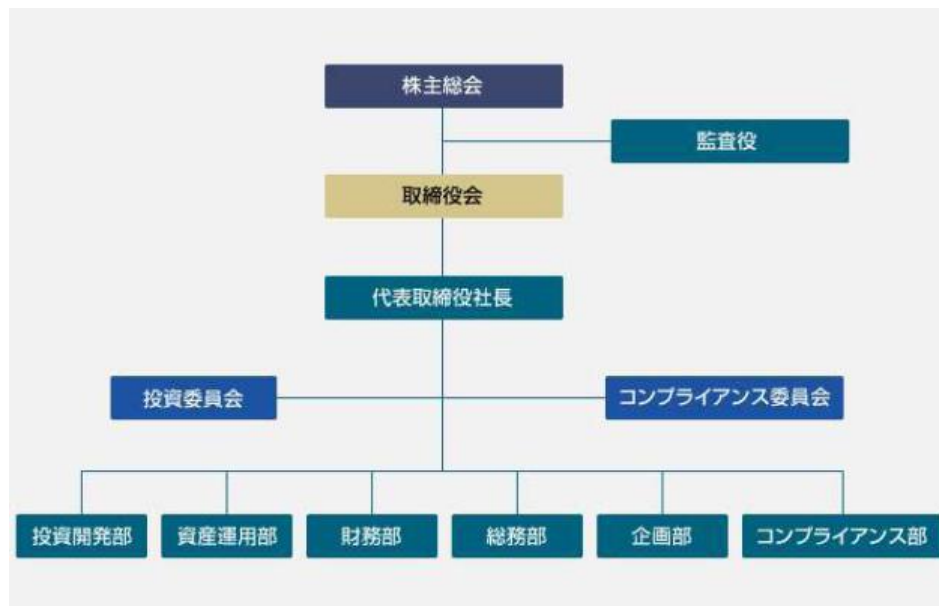 株主総会
監査役
取締役会
代表取締役社長
投資委員会
コンプライアンス委員会
投資開発部
資産運用部
財務部
総務部
企画部
コンプライアンス部